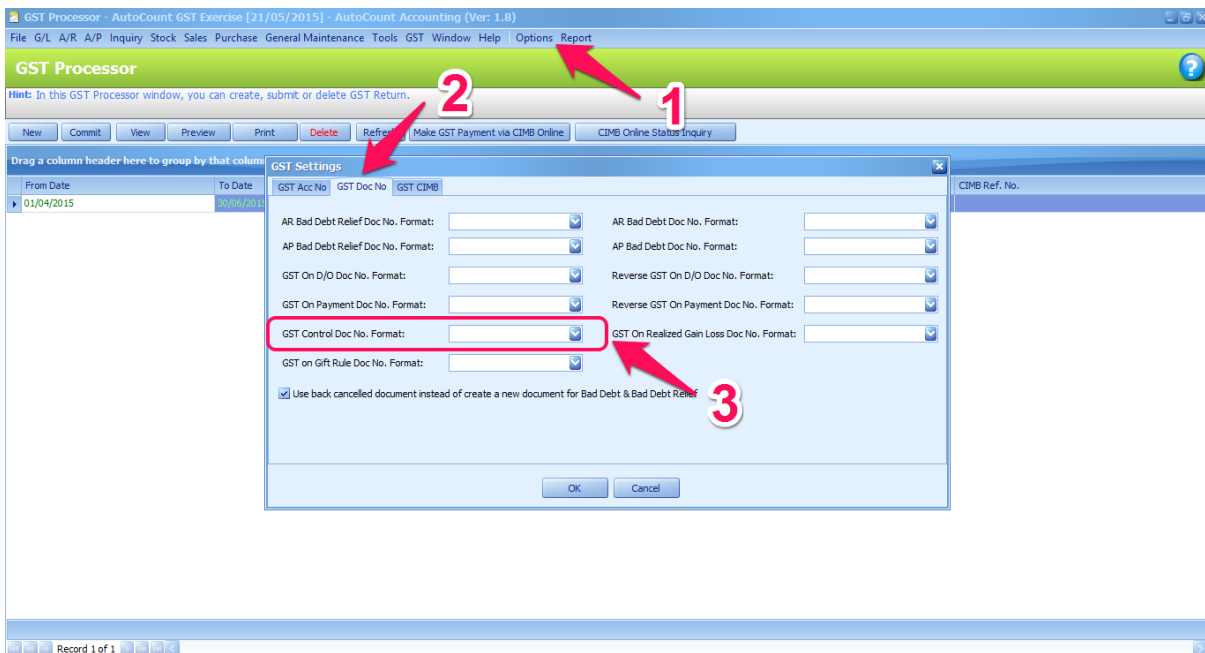 GST Processor - AutoCount GST Exercise [21/05/2015] - AutoCount Accounting (Ver: 1.8)
File G/L A/R A/P Inquiry Stock Sales Purchase General Maintenance Tools GST Window Help Options Report
GST Processor
?
Hint: In this GST Processor window, you can create, submit or delete GST Return.
2
1
New Commit View Preview Print Delete Refresh Make GST Payment via CIMB Online CIMB Online Status Inquiry
Drag a column header here to group by that colum
GST Settings
From Date To Date GST Acc No GST Doc No GST CIMB CIMB Ref. No.
01/04/2015 30/06/2015
AR Bad Debt Relief Doc No. Format: AR Bad Debt Doc No. Format:
AP Bad Debt Relief Doc No. Format: AP Bad Debt Doc No. Format:
GST On D/O Doc No. Format: Reverse GST On D/O Doc No. Format:
GST On Payment Doc No. Format: Reverse GST On Payment Doc No. Format:
GST Control Doc No. Format: GST On Realized Gain Loss Doc No. Format:
GST on Gift Rule Doc No. Format:
Use back cancelled document instead of create a new document for Bad Debt & Bad Debt Relief
3
OK Cancel
Record 1 of 1